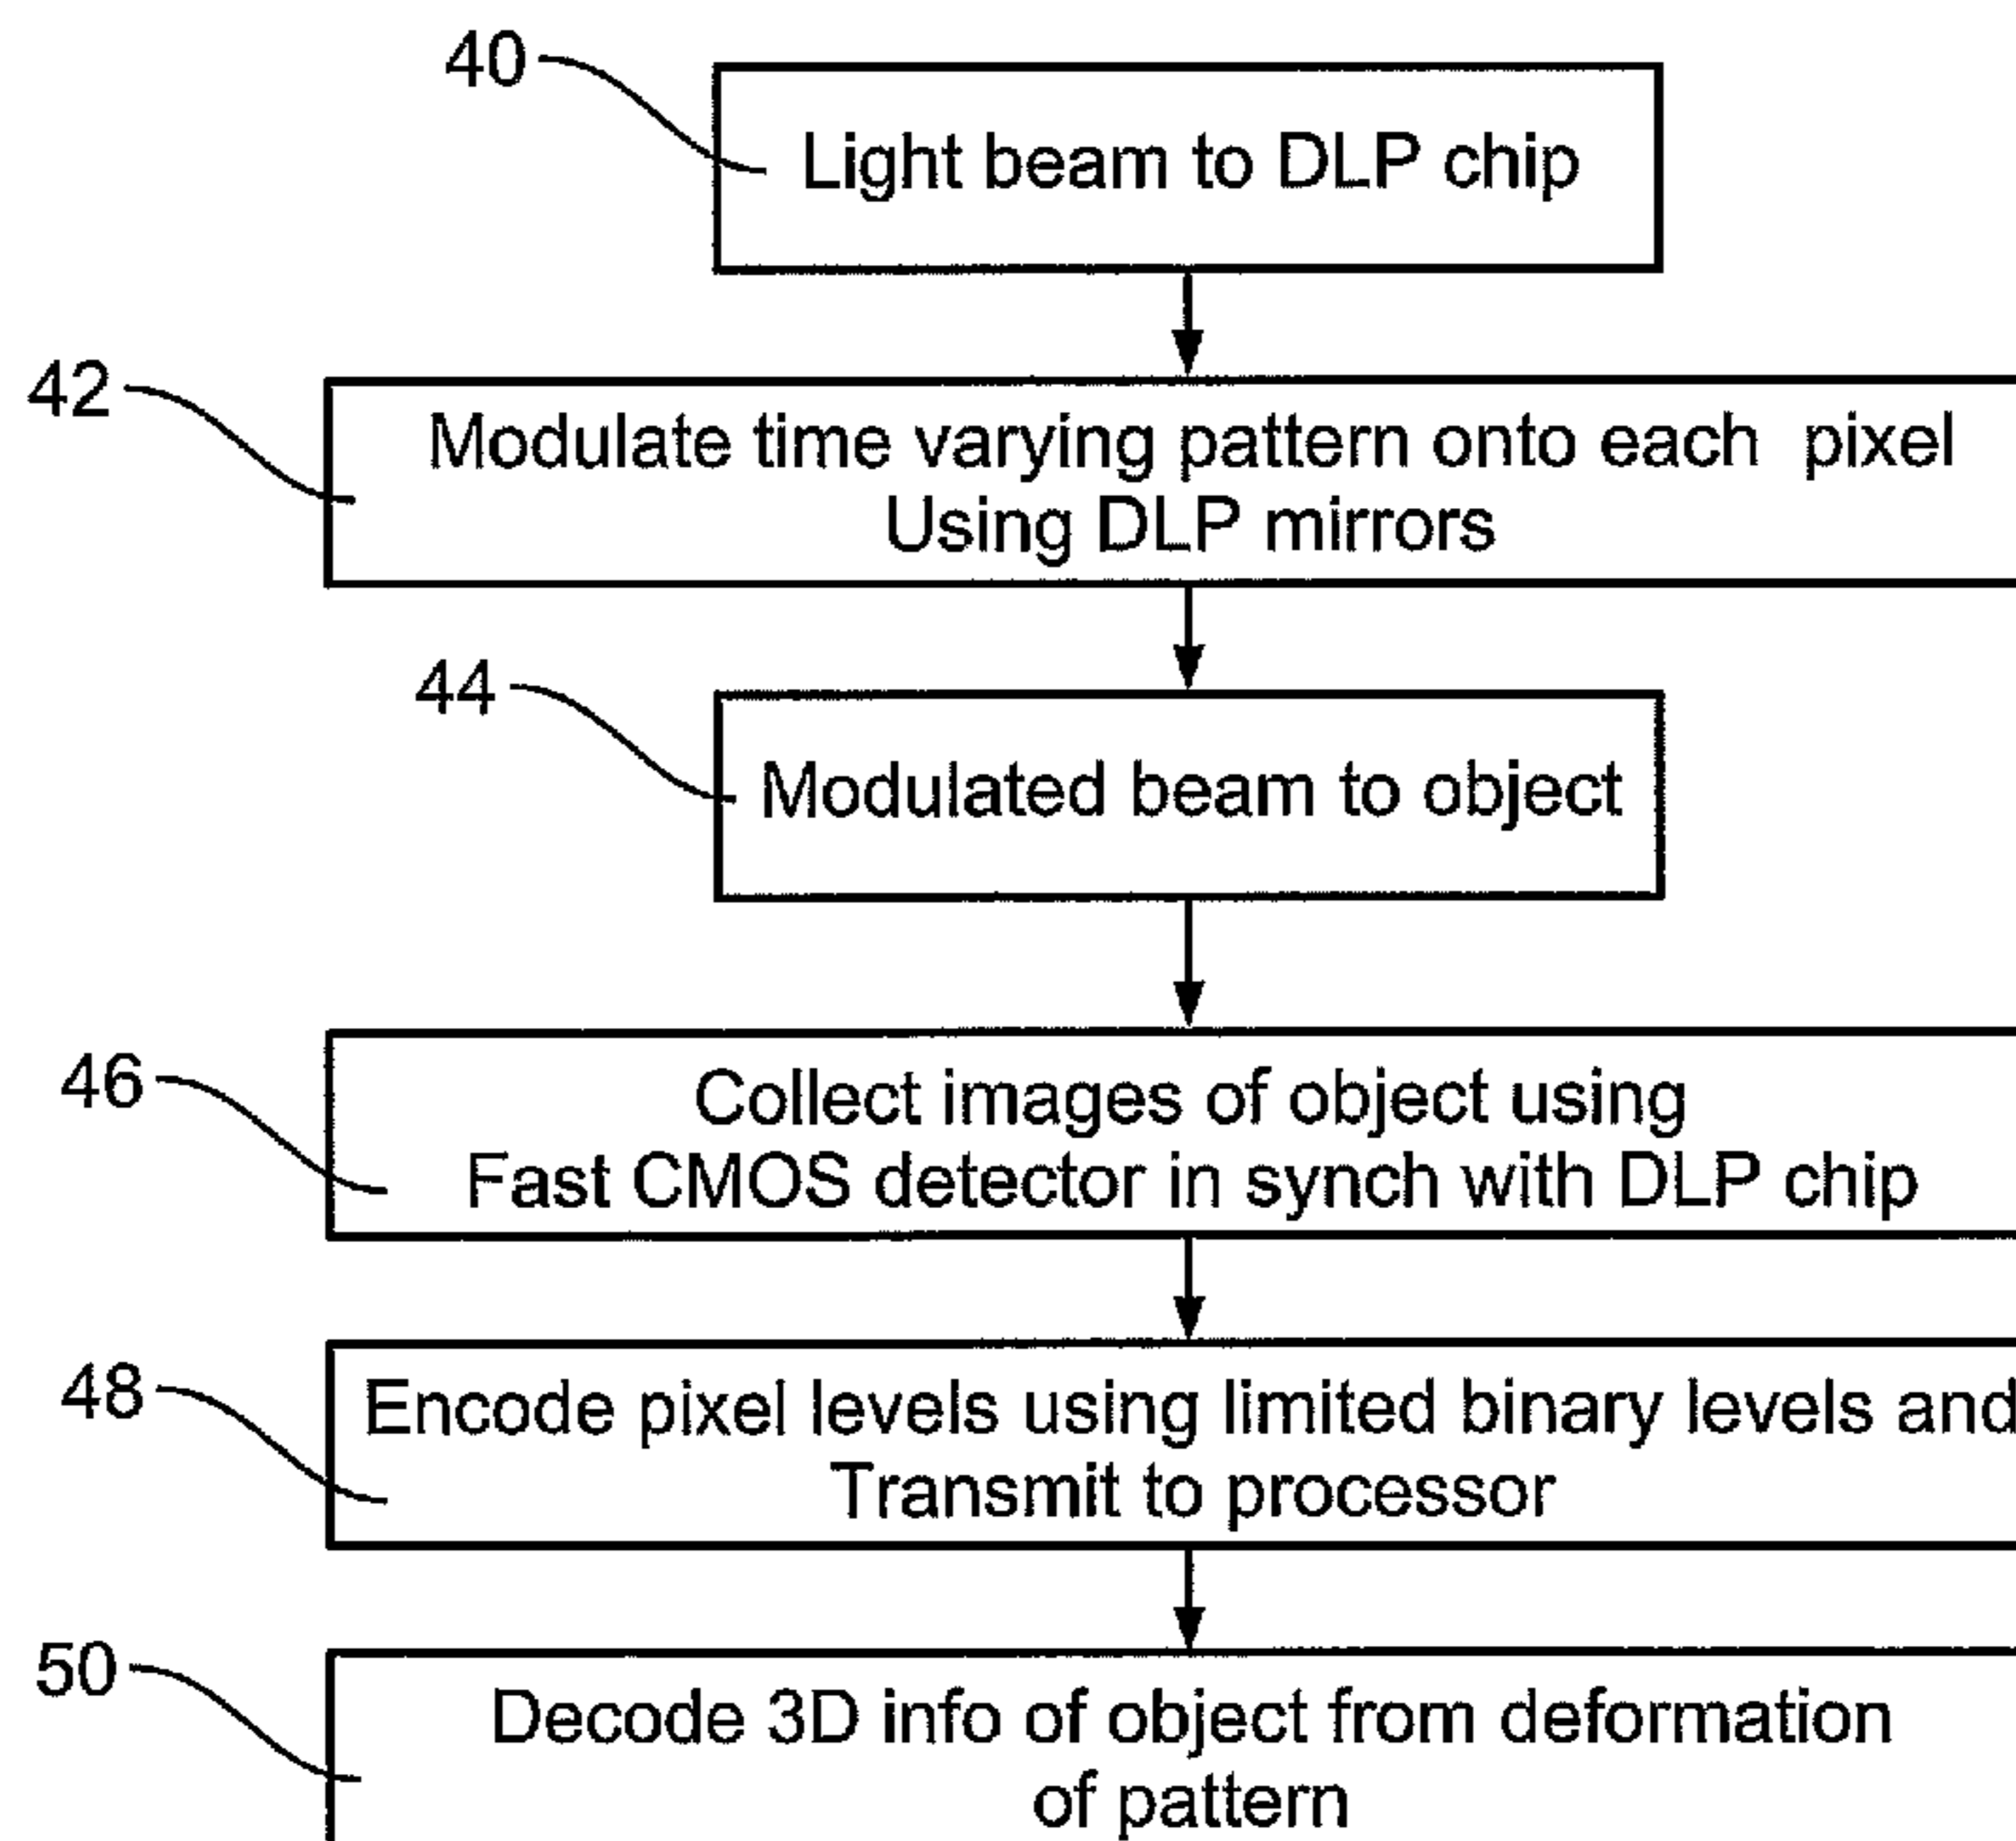 40
Light beam to DLP chip
42
Modulate time varying pattern onto each pixel
Using DLP mirrors
44
Modulated beam to object
46
Collect images of object using
Fast CMOS detector in synch with DLP chip
48
Encode pixel levels using limited binary levels and
Transmit to processor
50
Decode 3D info of object from deformation
of pattern